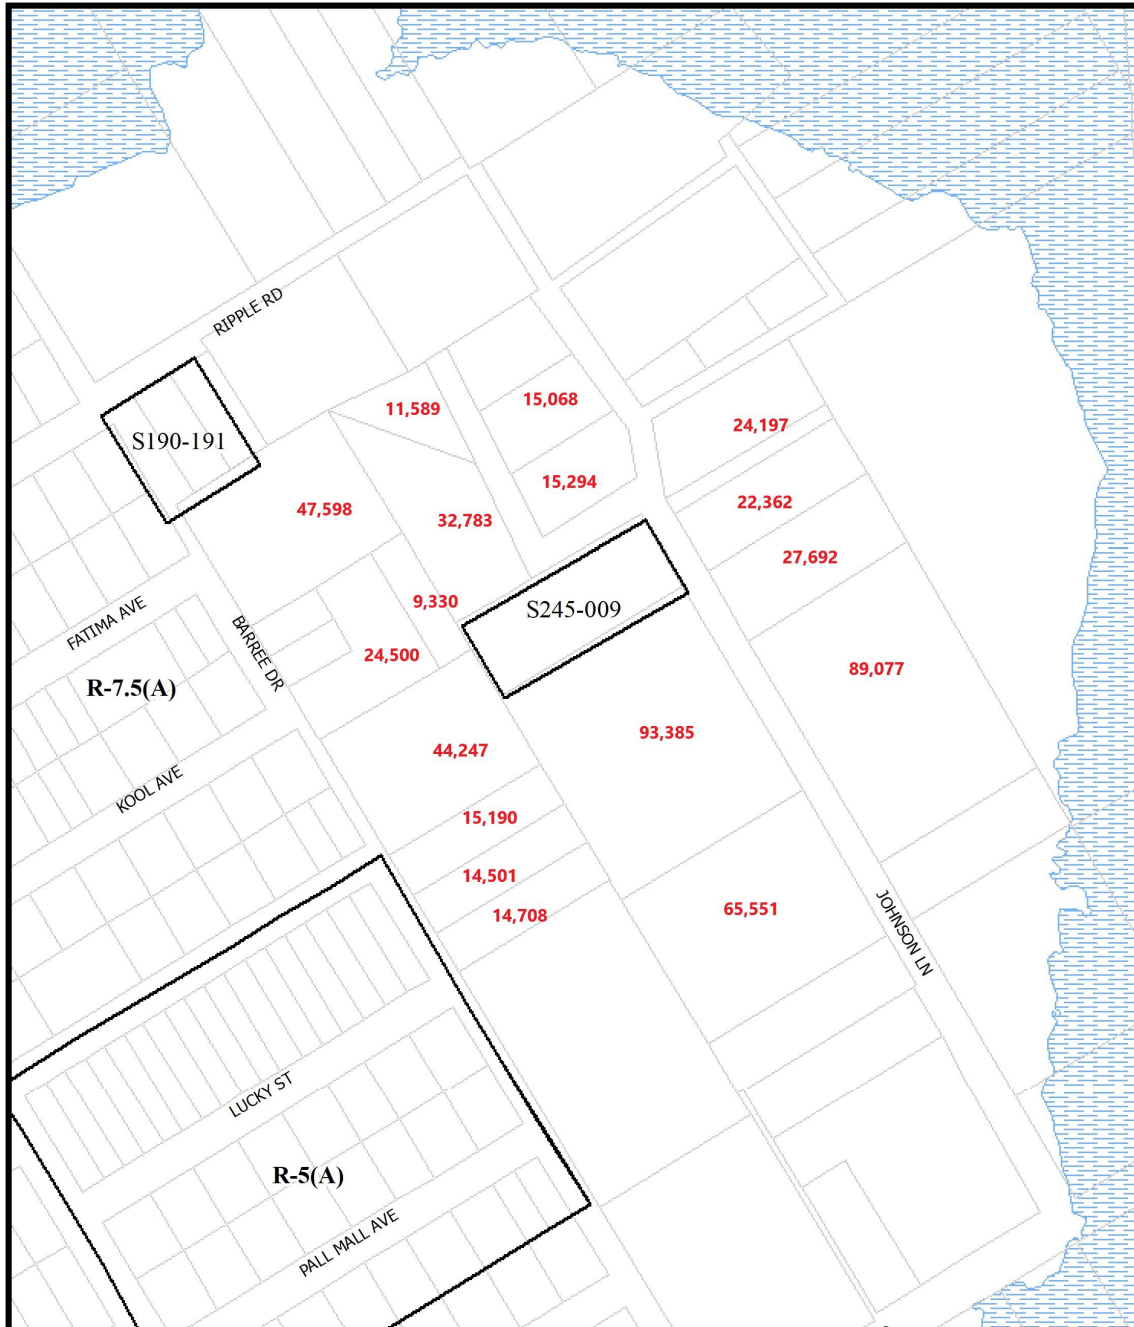 RIPPLE RD
11,589
15,068
S190-191
24,197
15,294
47,598
32,783
22,362
27,692
9,330
S245-009
FATIMA AVE
BARREE DR
24,500
89,077
R-7.5(A)
93,385
44,247
KOOL AVE
15,190
14,501
14,708
65,551
JOHNSON LN
LUCKY ST
R-5(A)
PALL MALL AVE